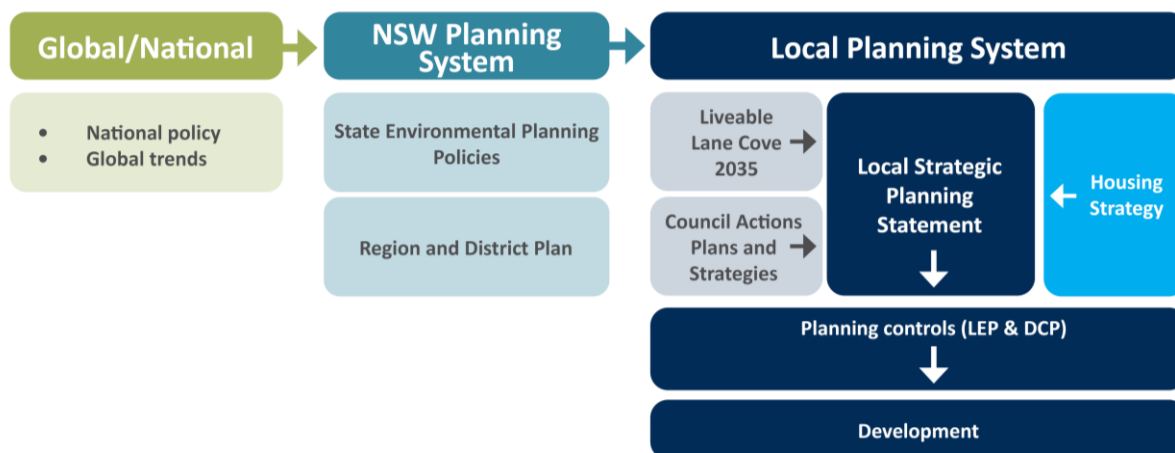 Global/National
NSW Planning
System
Local Planning System
• National policy
• Global trends
State Environmental Planning
Policies
Region and District Plan
Liveable
Lane Cove
2035
Council Actions
Plans and
Strategies
Local Strategic
Planning
Statement
Housing
Strategy
Planning controls (LEP & DCP)
Development